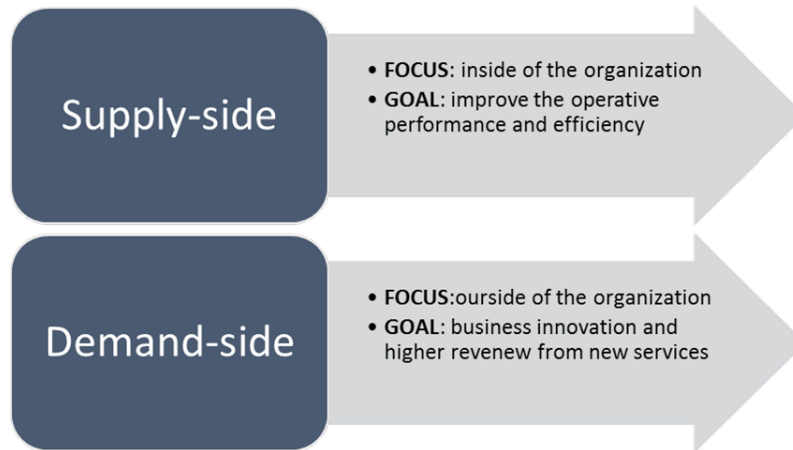 Supply-side
• FOCUS: inside of the organization
• GOAL: improve the operative
performance and efficiency
Demand-side
• FOCUS:ourside of the organization
• GOAL: business innovation and
higher revenew from new services